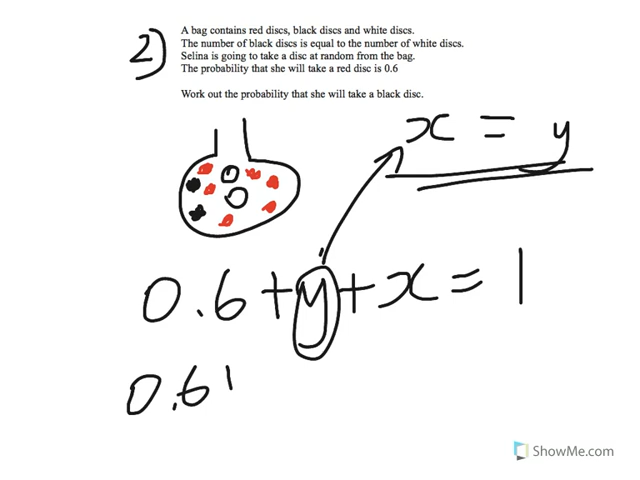 2)
A bag contains red discs, black discs and white discs.
The number of black discs is equal to the number of white discs.
Selina is going to take a disc at random from the bag.
The probability that she will take a red disc is 0.6
Work out the probability that she will take a black disc.
x = y
0.6 + y + x = 1
0.6 1
ShowMe.com